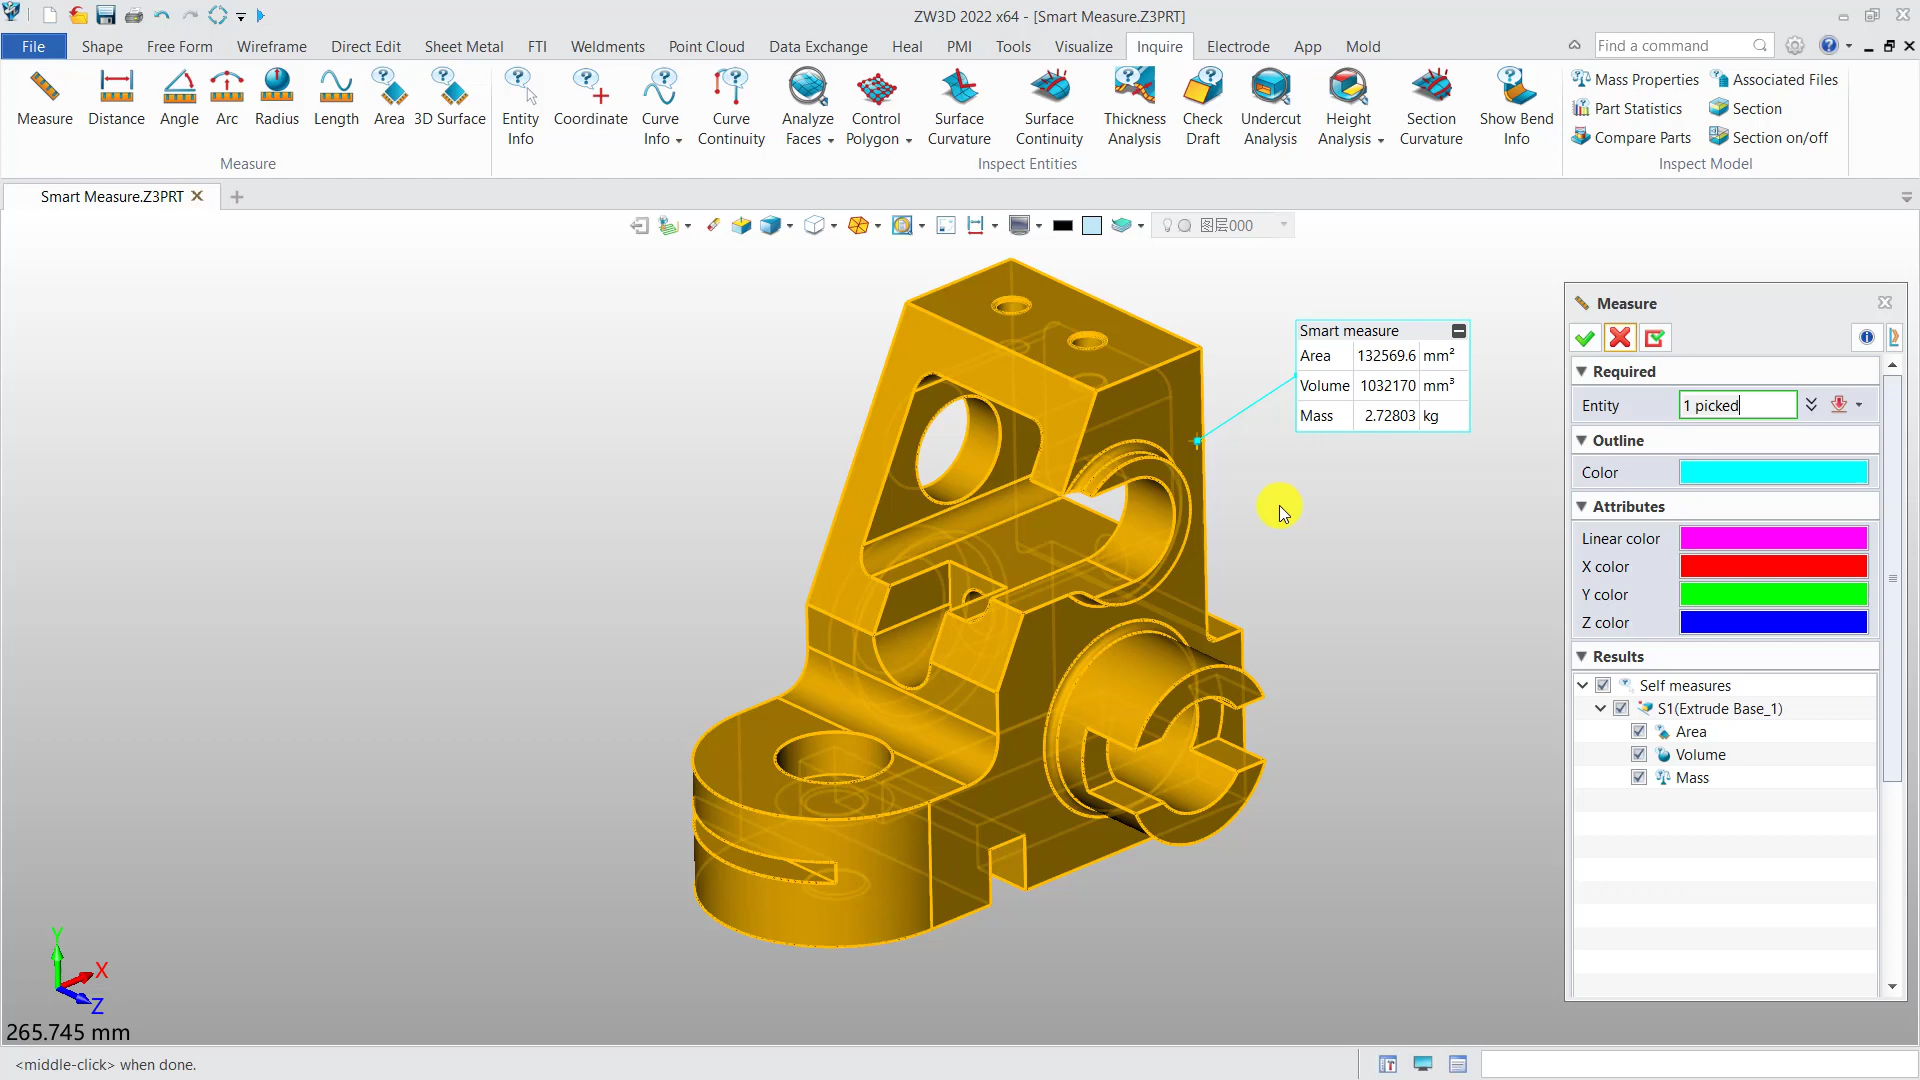 ZW3D 2022 x64 - [Smart Measure.Z3PRT]
File Shape Free Form Wireframe Direct Edit Sheet Metal FTI Weldments Point Cloud Data Exchange Heal PMI Tools Visualize Inquire Electrode App Mold Find a command
Measure Distance Angle Arc Radius Length Area 3D Surface
Measure
Entity Info
Coordinate
Curve Info
Curve Continuity
Analyze Faces
Control Polygon
Surface Curvature
Surface Continuity
Thickness Analysis
Check Draft
Undercut Analysis
Height Analysis
Section Curvature
Show Bend Info
Inspect Entities
Mass Properties Associated Files
Part Statistics Section
Compare Parts Section on/off
Inspect Model
Smart Measure.Z3PRT
图层000
Smart measure
Area 132569.6 mm²
Volume 1032170 mm³
Mass 2.72803 kg
Measure
Required
Entity 1 picked
Outline
Color
Attributes
Linear color
X color
Y color
Z color
Results
Self measures
S1(Extrude Base_1)
Area
Volume
Mass
Y
X
Z
265.745 mm
<middle-click> when done.